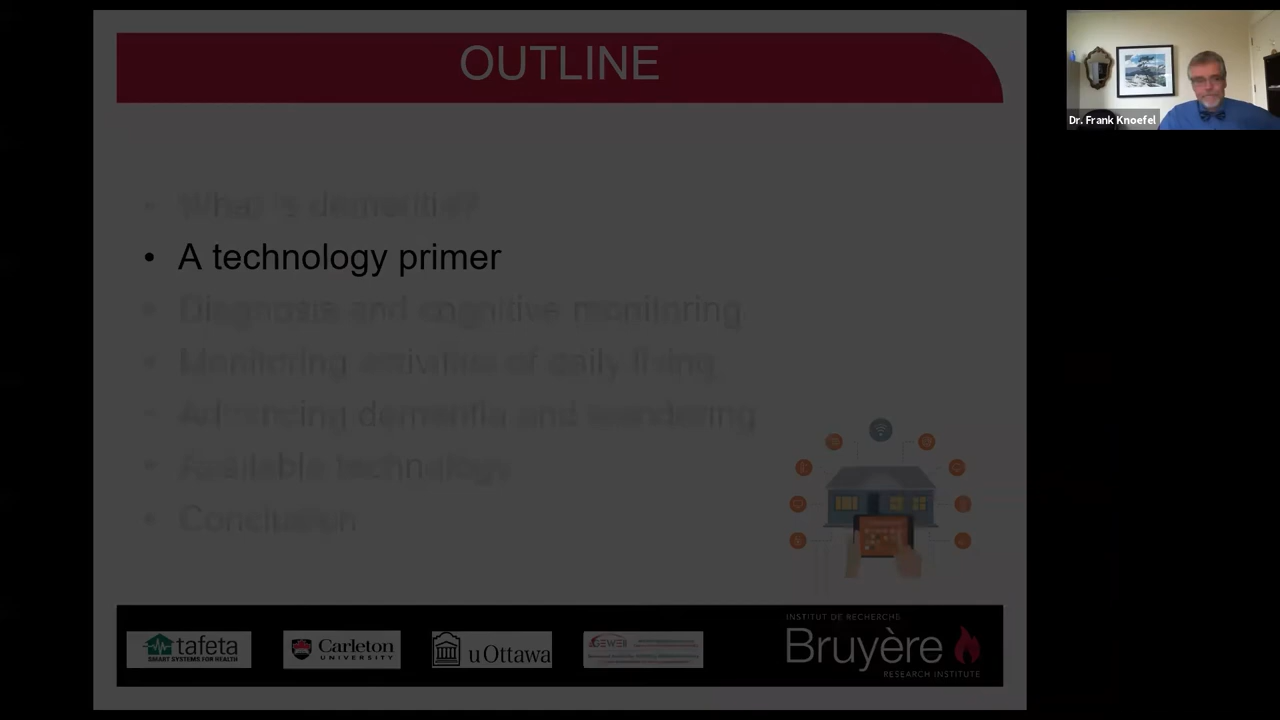 OUTLINE
Dr. Frank Knoefel
• What is dementia?
• A technology primer
• Diagnosis and cognitive monitoring
• Monitoring activities of daily living
• Advancing dementia and wandering
• Available technology
• Conclusion
tafeta
SMART SYSTEMS FOR HEALTH
Carleton
UNIVERSITY
uOttawa
INSTITUT DE RECHERCHE
Bruyère
RESEARCH INSTITUTE